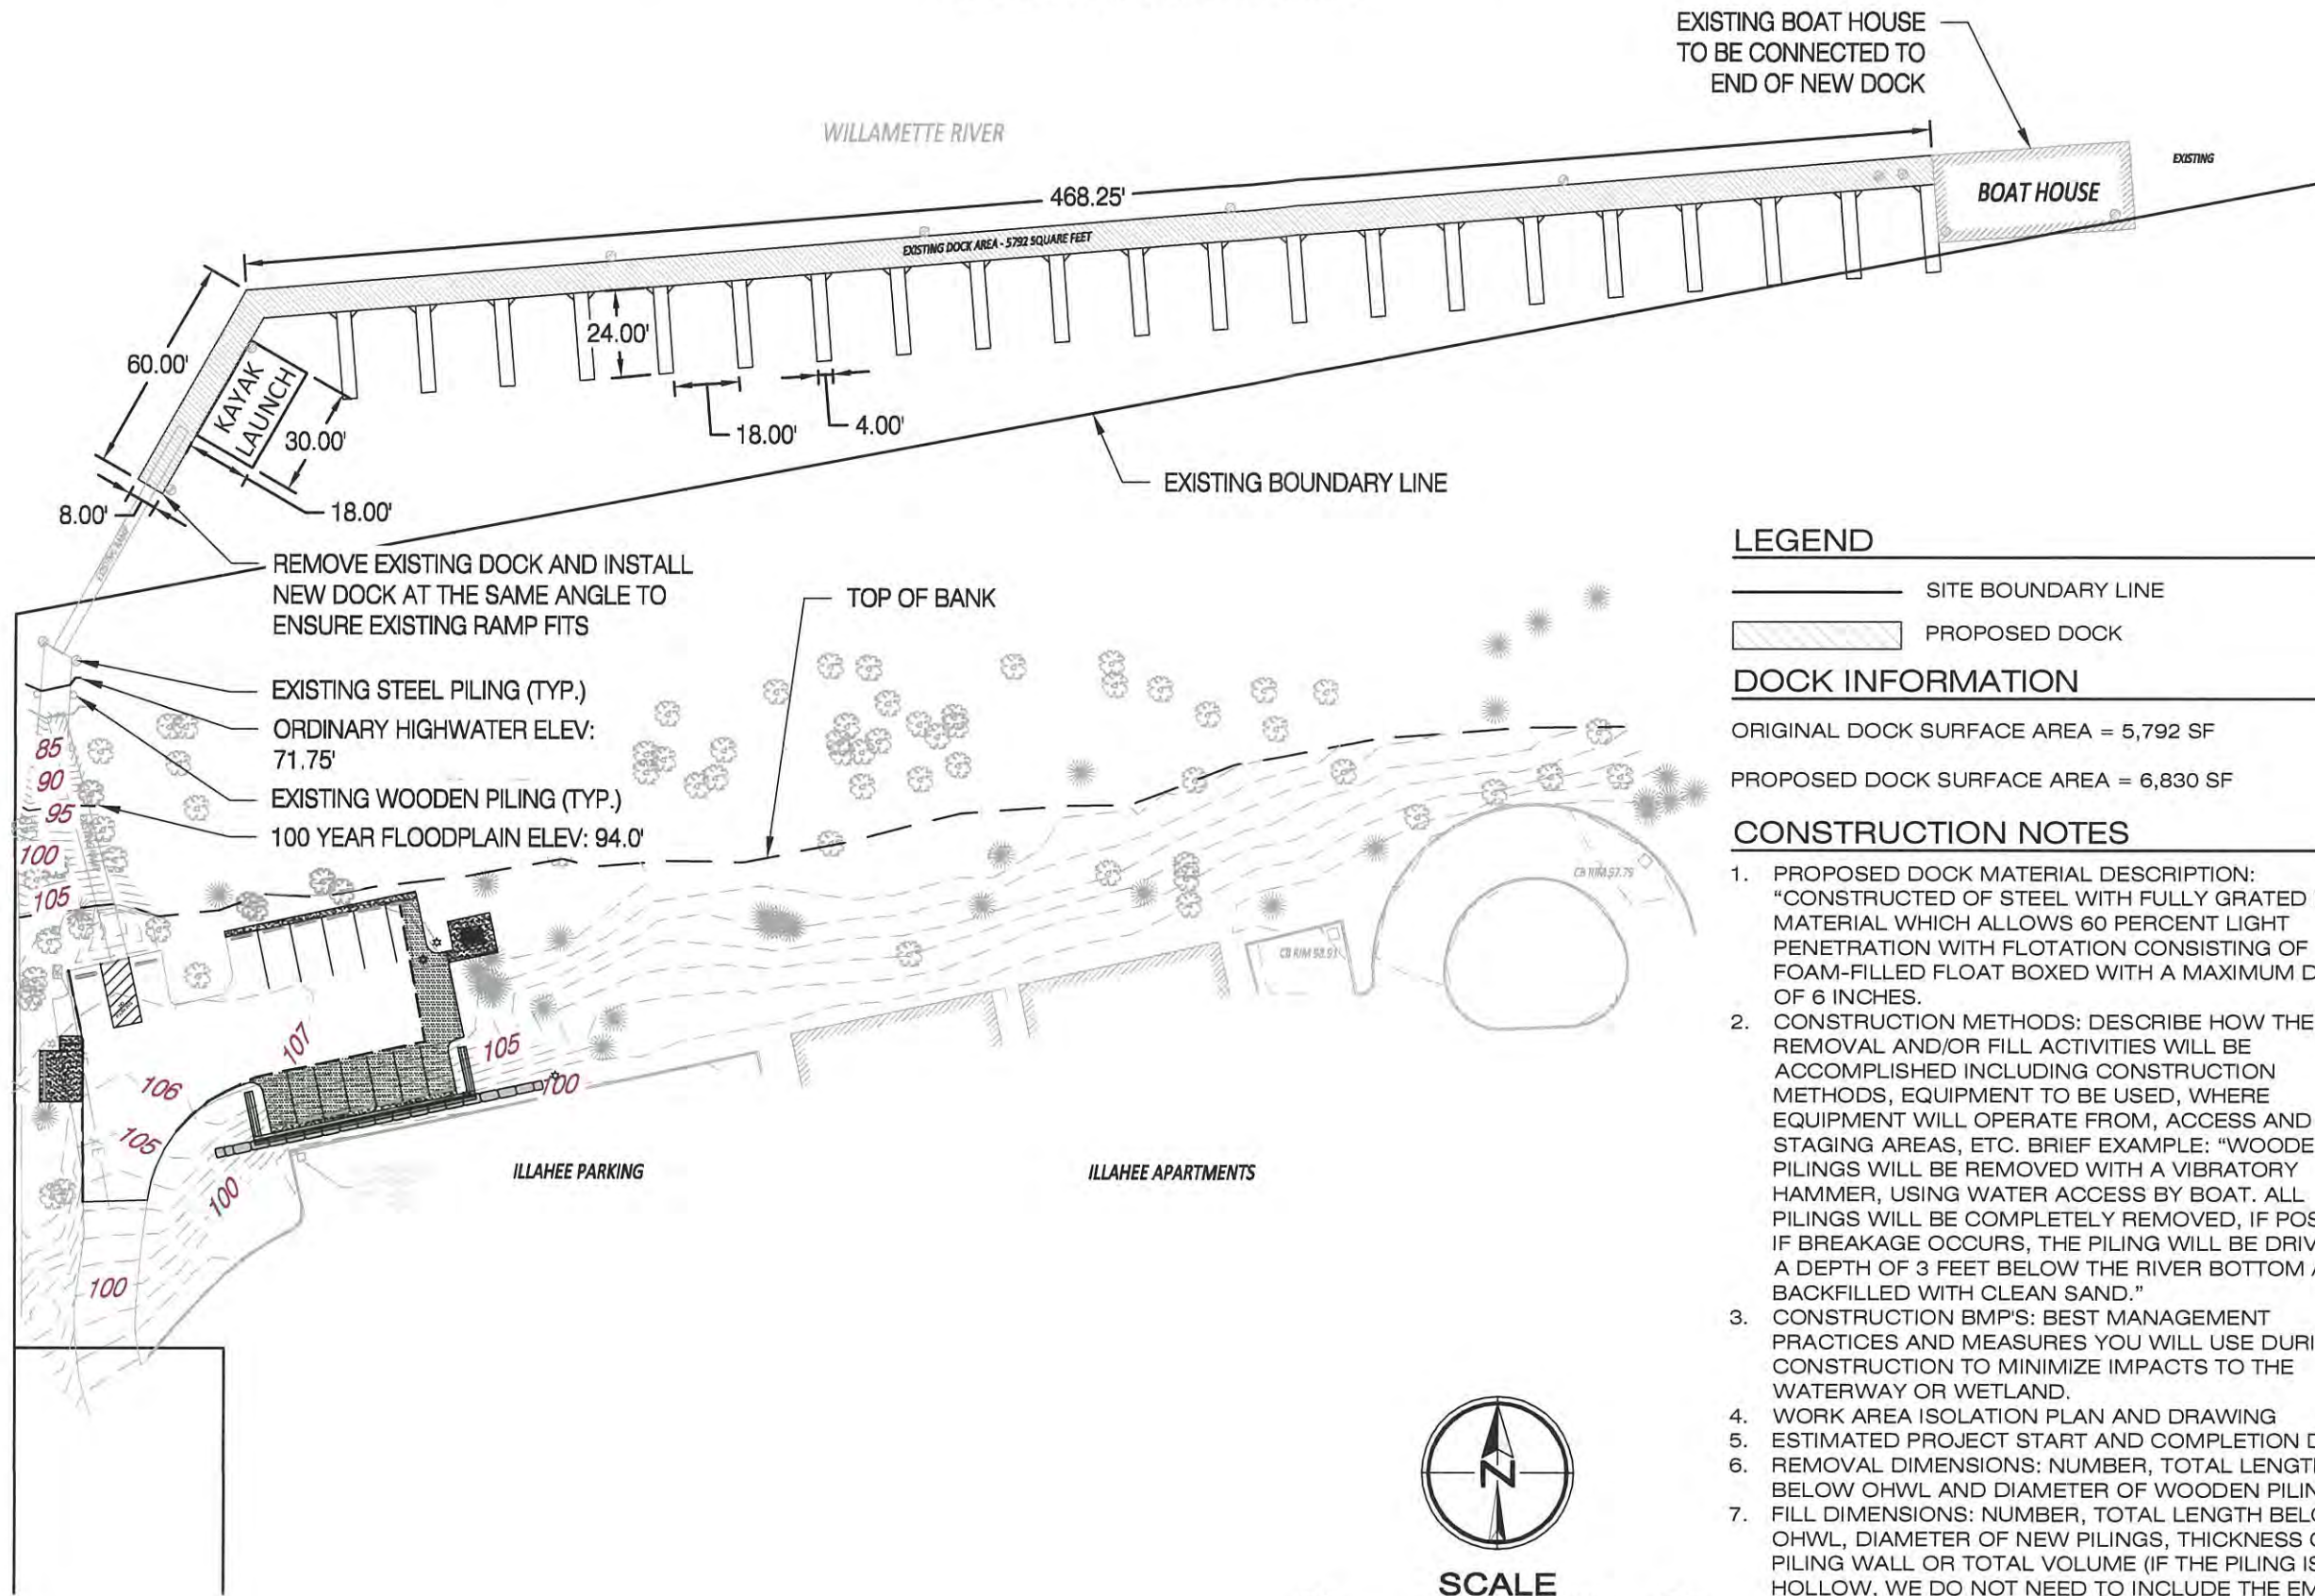 EXISTING BOAT HOUSE
TO BE CONNECTED TO
END OF NEW DOCK
WILLAMETTE RIVER
EXISTING
BOAT HOUSE
468.25'
EXISTING DOCK AREA - 5792 SQUARE FEET
60.00'
24.00'
KAYAK
LAUNCH
30.00'
18.00'
4.00'
8.00'
18.00'
EXISTING RAMP
EXISTING BOUNDARY LINE
REMOVE EXISTING DOCK AND INSTALL
NEW DOCK AT THE SAME ANGLE TO
ENSURE EXISTING RAMP FITS
TOP OF BANK
EXISTING STEEL PILING (TYP.)
ORDINARY HIGHWATER ELEV:
71.75'
EXISTING WOODEN PILING (TYP.)
100 YEAR FLOODPLAIN ELEV: 94.0'
85
90
95
100
105
107
106
105
105
100
100
100
CB RIM 97.79
CB RIM 98.91
ILLAHEE PARKING
ILLAHEE APARTMENTS
N
SCALE
LEGEND
SITE BOUNDARY LINE
PROPOSED DOCK
DOCK INFORMATION
ORIGINAL DOCK SURFACE AREA = 5,792 SF
PROPOSED DOCK SURFACE AREA = 6,830 SF
CONSTRUCTION NOTES
1. PROPOSED DOCK MATERIAL DESCRIPTION:
"CONSTRUCTED OF STEEL WITH FULLY GRATED
MATERIAL WHICH ALLOWS 60 PERCENT LIGHT
PENETRATION WITH FLOTATION CONSISTING OF
FOAM-FILLED FLOAT BOXED WITH A MAXIMUM D
OF 6 INCHES.
2. CONSTRUCTION METHODS: DESCRIBE HOW THE
REMOVAL AND/OR FILL ACTIVITIES WILL BE
ACCOMPLISHED INCLUDING CONSTRUCTION
METHODS, EQUIPMENT TO BE USED, WHERE
EQUIPMENT WILL OPERATE FROM, ACCESS AND
STAGING AREAS, ETC. BRIEF EXAMPLE: "WOODE
PILINGS WILL BE REMOVED WITH A VIBRATORY
HAMMER, USING WATER ACCESS BY BOAT. ALL
PILINGS WILL BE COMPLETELY REMOVED, IF POS
IF BREAKAGE OCCURS, THE PILING WILL BE DRIV
A DEPTH OF 3 FEET BELOW THE RIVER BOTTOM A
BACKFILLED WITH CLEAN SAND."
3. CONSTRUCTION BMP'S: BEST MANAGEMENT
PRACTICES AND MEASURES YOU WILL USE DURI
CONSTRUCTION TO MINIMIZE IMPACTS TO THE
WATERWAY OR WETLAND.
4. WORK AREA ISOLATION PLAN AND DRAWING
5. ESTIMATED PROJECT START AND COMPLETION D
6. REMOVAL DIMENSIONS: NUMBER, TOTAL LENGT
BELOW OHWL AND DIAMETER OF WOODEN PILIN
7. FILL DIMENSIONS: NUMBER, TOTAL LENGTH BELO
OHWL, DIAMETER OF NEW PILINGS, THICKNESS O
PILING WALL OR TOTAL VOLUME (IF THE PILING IS
HOLLOW, WE DO NOT NEED TO INCLUDE THE EM